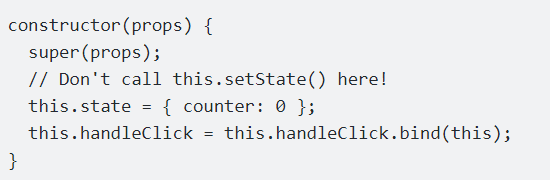 constructor(props) {
  super(props);
  // Don't call this.setState() here!
  this.state = { counter: 0 };
  this.handleClick = this.handleClick.bind(this);
}